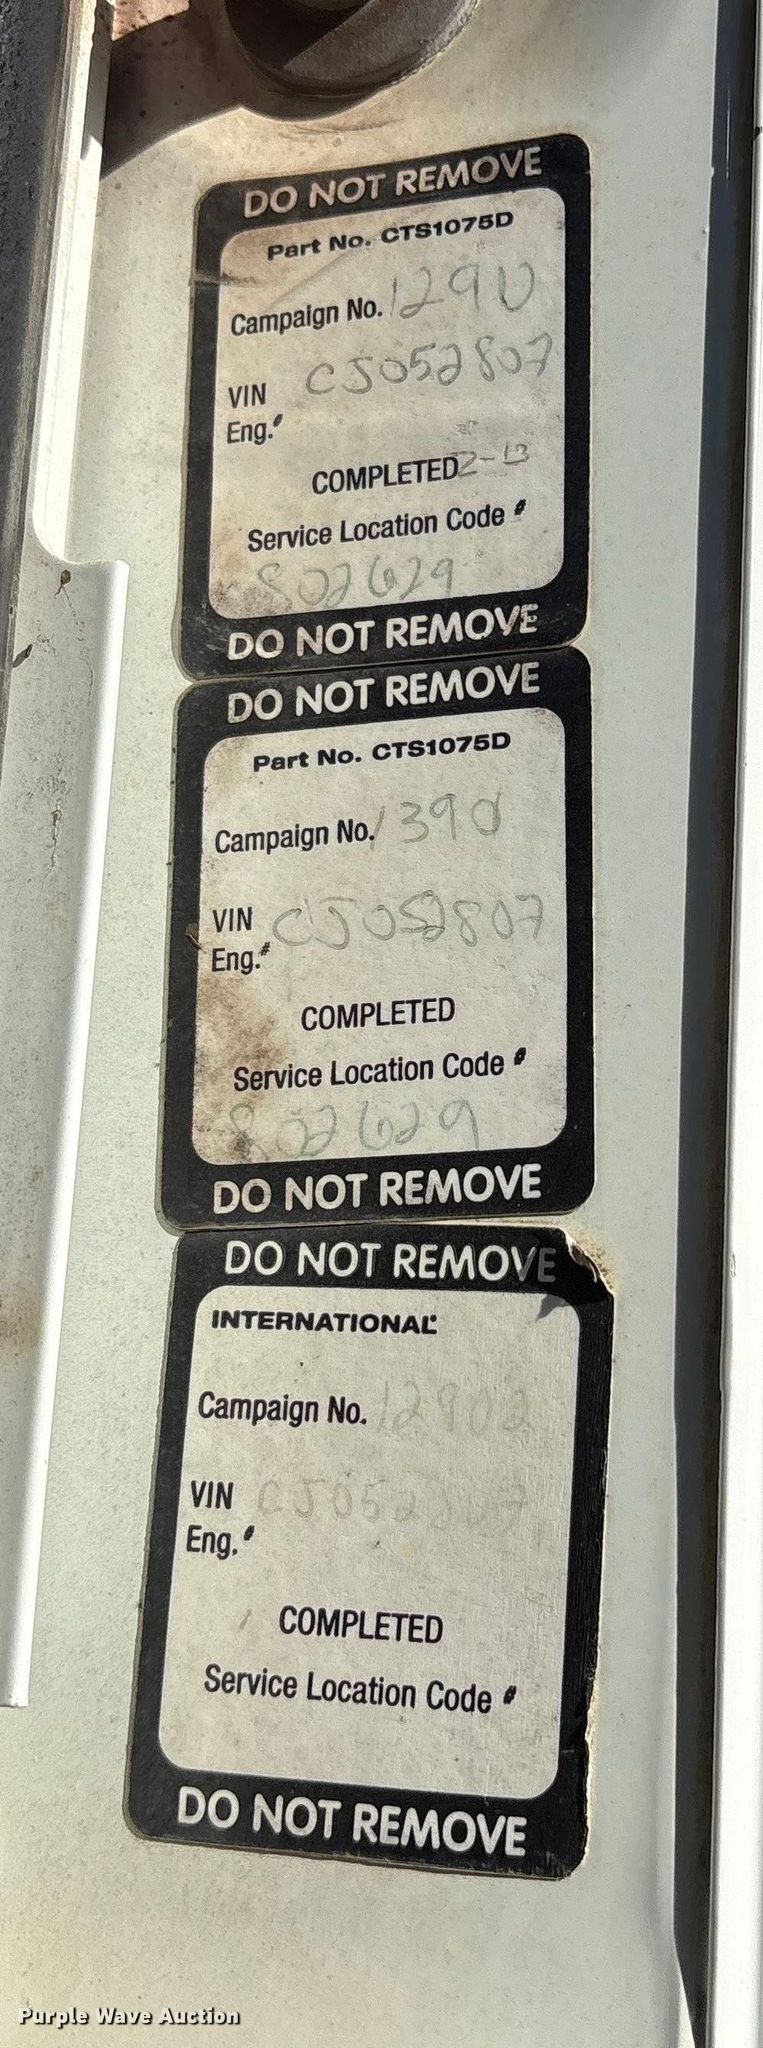 DO NOT REMOVE
Part No. CTS1075D
Campaign No. 1290
VIN CJ052807
Eng.#
COMPLETED 2-13
Service Location Code #
802629
DO NOT REMOVE
DO NOT REMOVE
Part No. CTS1075D
Campaign No. 1390
VIN CJ052807
Eng.#
COMPLETED
Service Location Code #
802629
DO NOT REMOVE
DO NOT REMOVE
INTERNATIONAL
Campaign No. 12902
VIN CJ052807
Eng.#
COMPLETED
Service Location Code #
DO NOT REMOVE
Purple Wave Auction